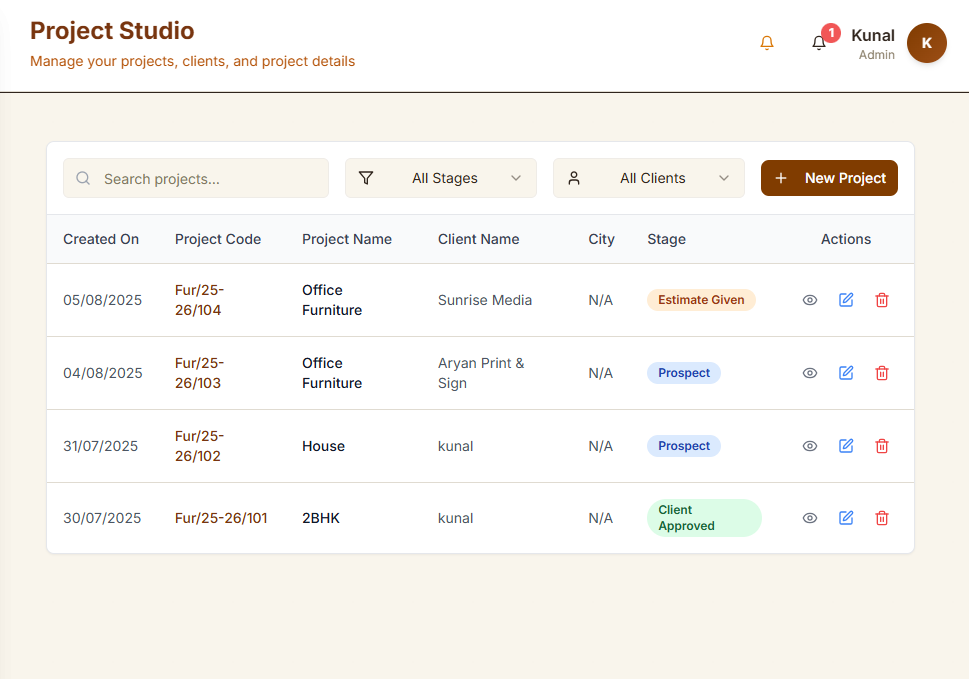 Project Studio
Manage your projects, clients, and project details
1
Kunal
Admin
K
Search projects...
All Stages
All Clients
New Project
Created On Project Code Project Name Client Name City Stage Actions
05/08/2025 Fur/25-26/104 Office Furniture Sunrise Media N/A Estimate Given
04/08/2025 Fur/25-26/103 Office Furniture Aryan Print & Sign N/A Prospect
31/07/2025 Fur/25-26/102 House kunal N/A Prospect
30/07/2025 Fur/25-26/101 2BHK kunal N/A Client Approved